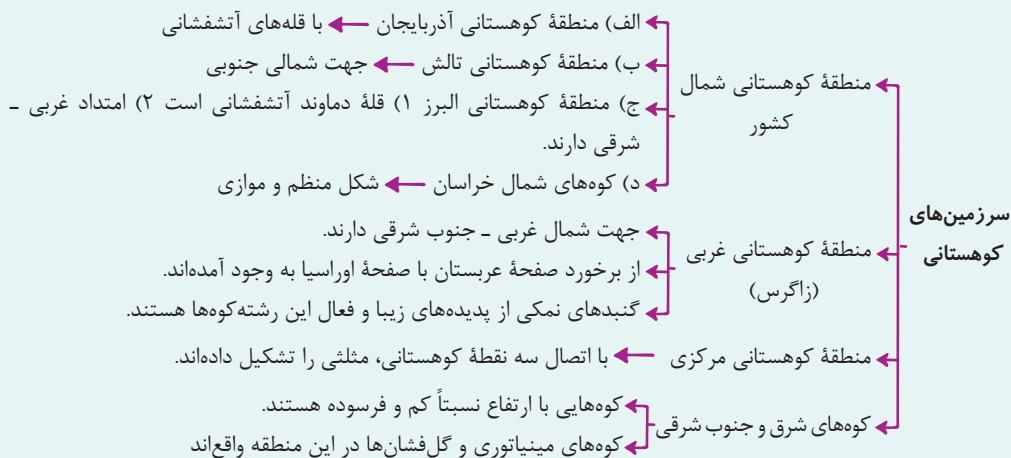 سرزمین‌های
کوهستانی
منطقهٔ کوهستانی شمال
کشور
الف) منطقهٔ کوهستانی آذربایجان ← با قله‌های آتشفشانی
ب) منطقهٔ کوهستانی تالش ← جهت شمالی جنوبی
ج) منطقهٔ کوهستانی البرز ۱) قلهٔ دماوند آتشفشانی است ۲) امتداد غربی ـ
شرقی دارند.
د) کوه‌های شمال خراسان ← شکل منظم و موازی
منطقهٔ کوهستانی غربی
(زاگرس)
جهت شمال غربی ـ جنوب شرقی دارند.
از برخورد صفحهٔ عربستان با صفحهٔ اوراسیا به وجود آمده‌اند.
گنبدهای نمکی از پدیده‌های زیبا و فعال این رشته‌کوه‌ها هستند.
منطقهٔ کوهستانی مرکزی ← با اتصال سه نقطهٔ کوهستانی، مثلثی را تشکیل داده‌اند.
کوه‌های شرق و جنوب شرقی
کوه‌هایی با ارتفاع نسبتاً کم و فرسوده هستند.
کوه‌های مینیاتوری و گل‌فشان‌ها در این منطقه واقع‌اند